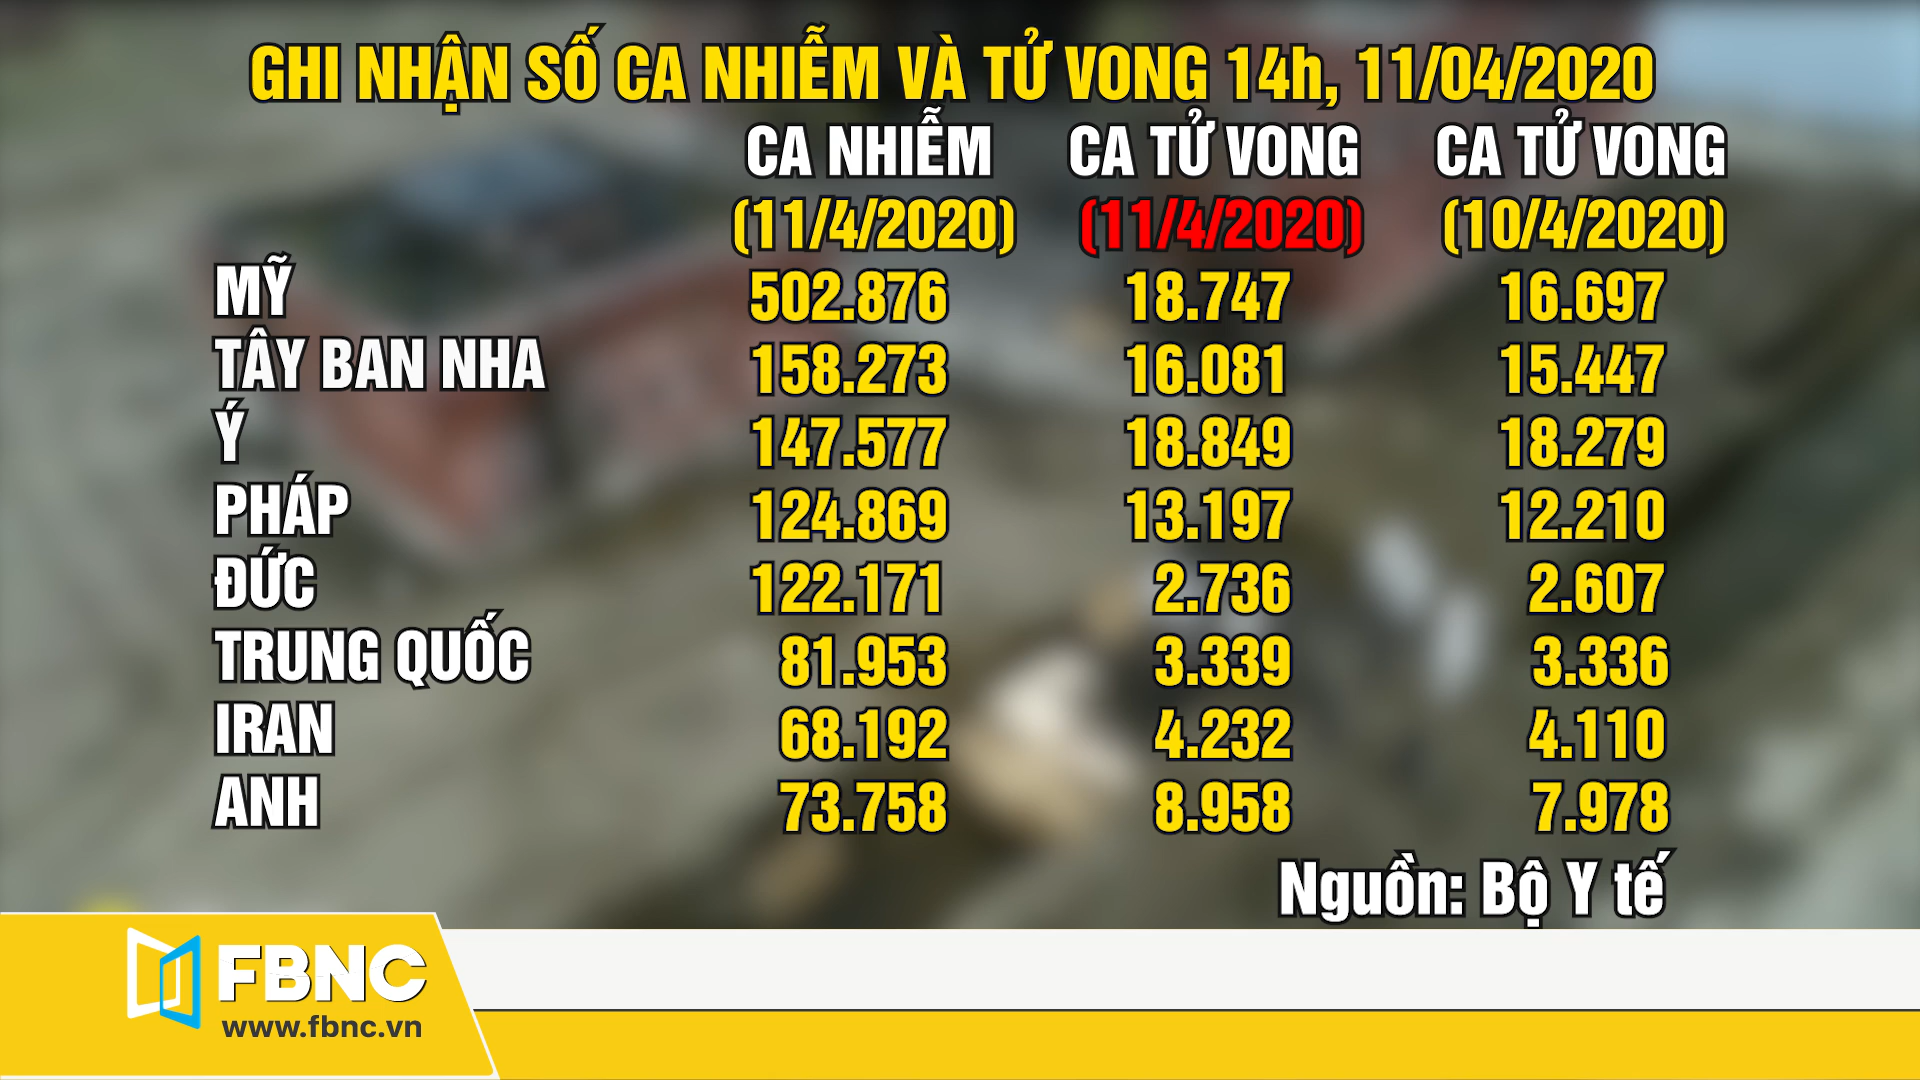 GHI NHẬN SỐ CA NHIỄM VÀ TỬ VONG 14h, 11/04/2020
CA NHIỄM CA TỬ VONG CA TỬ VONG
(11/4/2020) (11/4/2020) (10/4/2020)
MỸ 502.876 18.747 16.697
TÂY BAN NHA 158.273 16.081 15.447
Ý 147.577 18.849 18.279
PHÁP 124.869 13.197 12.210
ĐỨC 122.171 2.736 2.607
TRUNG QUỐC 81.953 3.339 3.336
IRAN 68.192 4.232 4.110
ANH 73.758 8.958 7.978
Nguồn: Bộ Y tế
FBNC
www.fbnc.vn